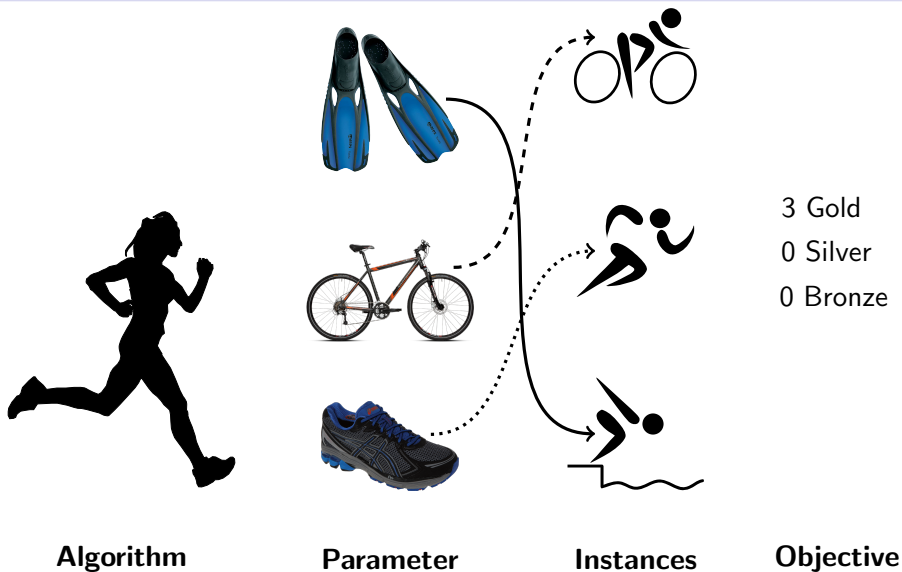 3 Gold
0 Silver
0 Bronze
Algorithm
Parameter
Instances
Objective